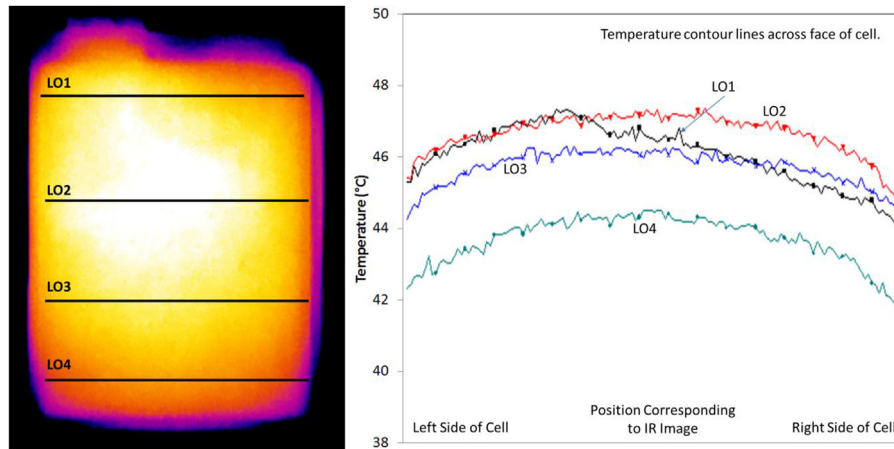 LO1
LO2
LO3
LO4
50
48
46
44
42
40
38
Temperature (°C)
Temperature contour lines across face of cell.
LO1
LO2
LO3
LO4
Left Side of Cell
Position Corresponding
to IR Image
Right Side of Cell